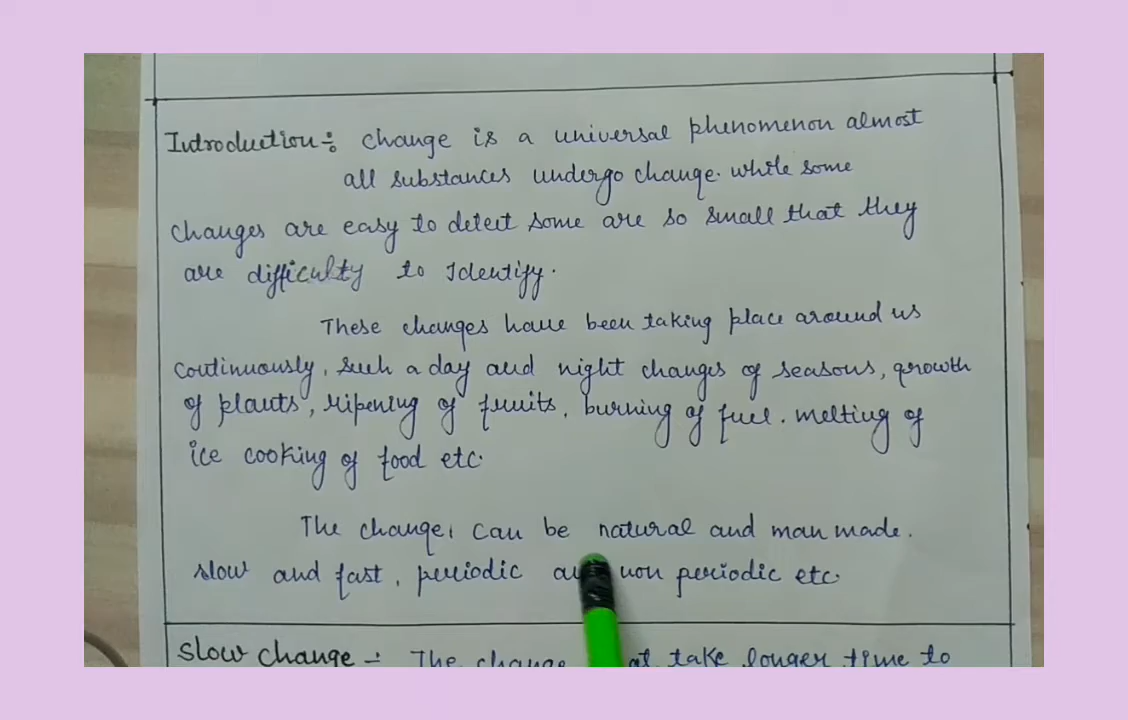 Introduction:- Change is a universal phenomenon almost
all substances undergo change. while some
changes are easy to detect some are so small that they
are difficulty to Identify.
These changes have been taking place around us
continuously, such a day and night changes of seasons, growth
of plants, ripening of fruits, burning of fuel. melting of
ice cooking of food etc.
The change, can be natural and man made.
slow and fast, periodic and non periodic etc.
Slow change :- The change that take longer time to